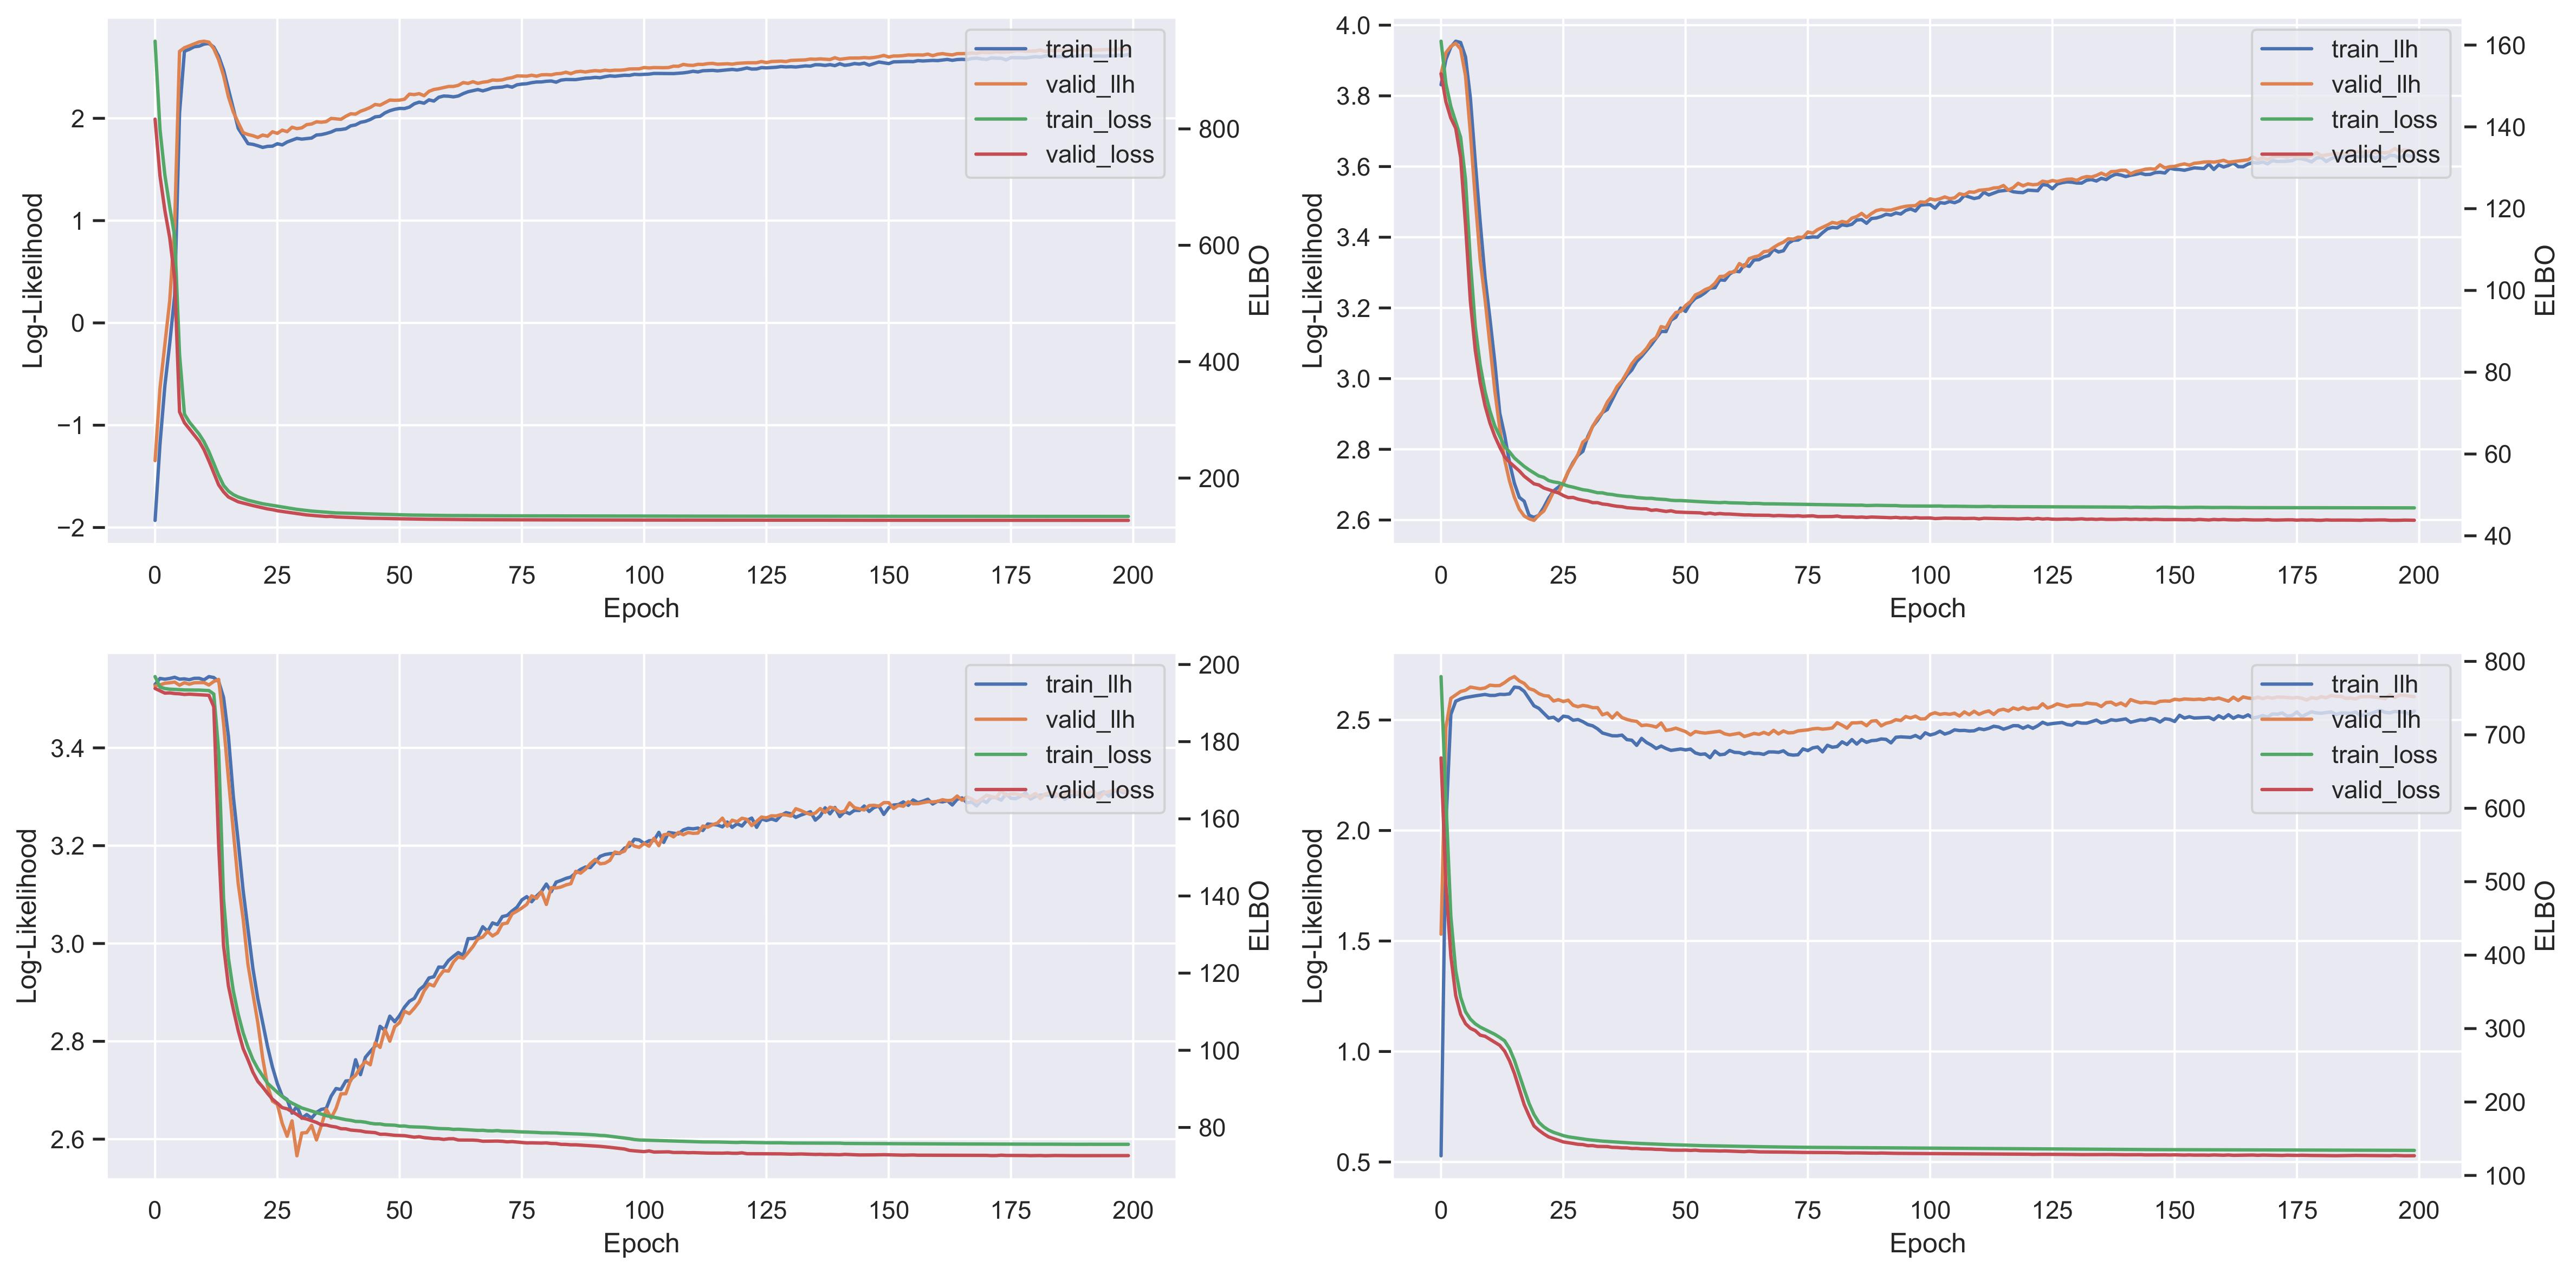 train_llh
valid_llh
train_loss
valid_loss
Log-Likelihood
2
1
0
−1
−2
ELBO
800
600
400
200
0 25 50 75 100 125 150 175 200
Epoch
train_llh
valid_llh
train_loss
valid_loss
Log-Likelihood
4.0
3.8
3.6
3.4
3.2
3.0
2.8
2.6
ELBO
160
140
120
100
80
60
40
0 25 50 75 100 125 150 175 200
Epoch
train_llh
valid_llh
train_loss
valid_loss
Log-Likelihood
3.4
3.2
3.0
2.8
2.6
ELBO
200
180
160
140
120
100
80
0 25 50 75 100 125 150 175 200
Epoch
train_llh
valid_llh
train_loss
valid_loss
Log-Likelihood
2.5
2.0
1.5
1.0
0.5
ELBO
800
700
600
500
400
300
200
100
0 25 50 75 100 125 150 175 200
Epoch